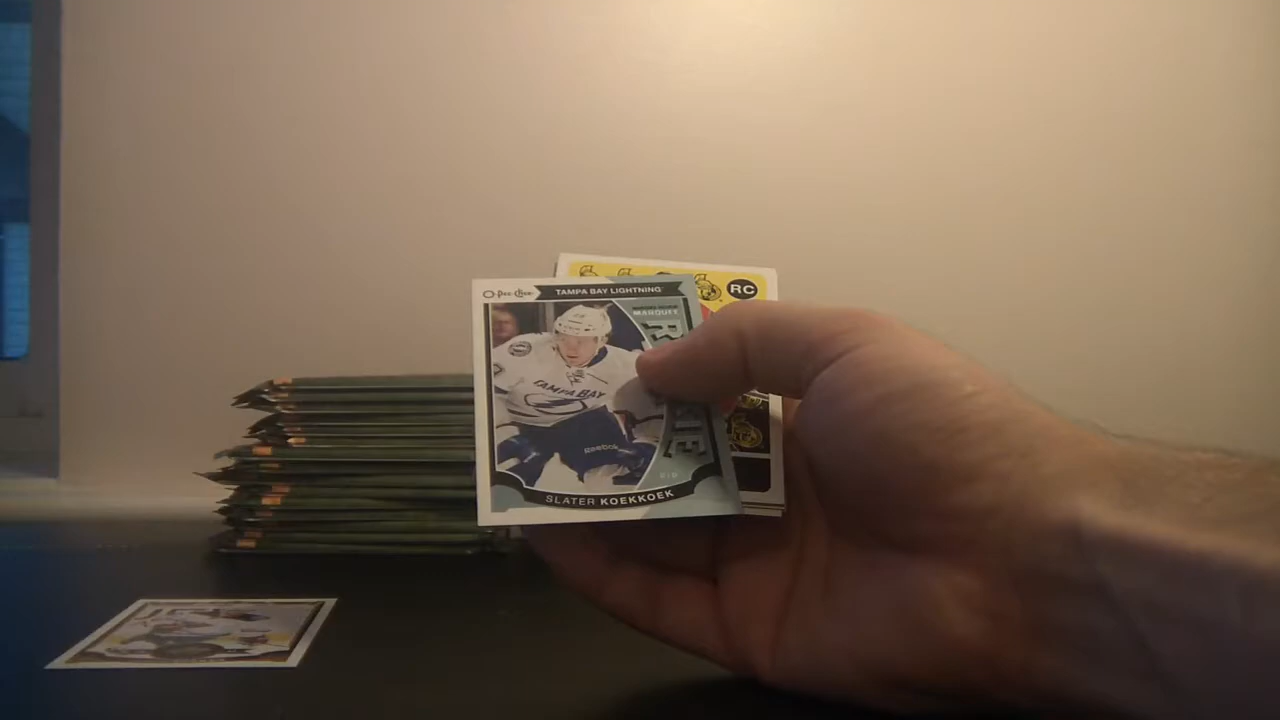 RC
O-Pee-Chee
TAMPA BAY LIGHTNING
MARQUEE
TAMPA BAY
Reebok
SLATER KOEKKOEK